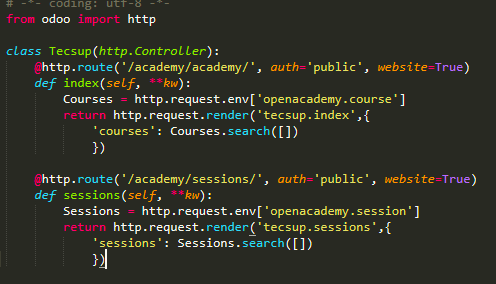 # -*- coding: utf-8 -*-
from odoo import http
class Tecsup(http.Controller):
@http.route('/academy/academy/', auth='public', website=True)
def index(self, **kw):
Courses = http.request.env['openacademy.course']
return http.request.render('tecsup.index',{
'courses': Courses.search([])
})
@http.route('/academy/sessions/', auth='public', website=True)
def sessions(self, **kw):
Sessions = http.request.env['openacademy.session']
return http.request.render('tecsup.sessions',{
'sessions': Sessions.search([])
})